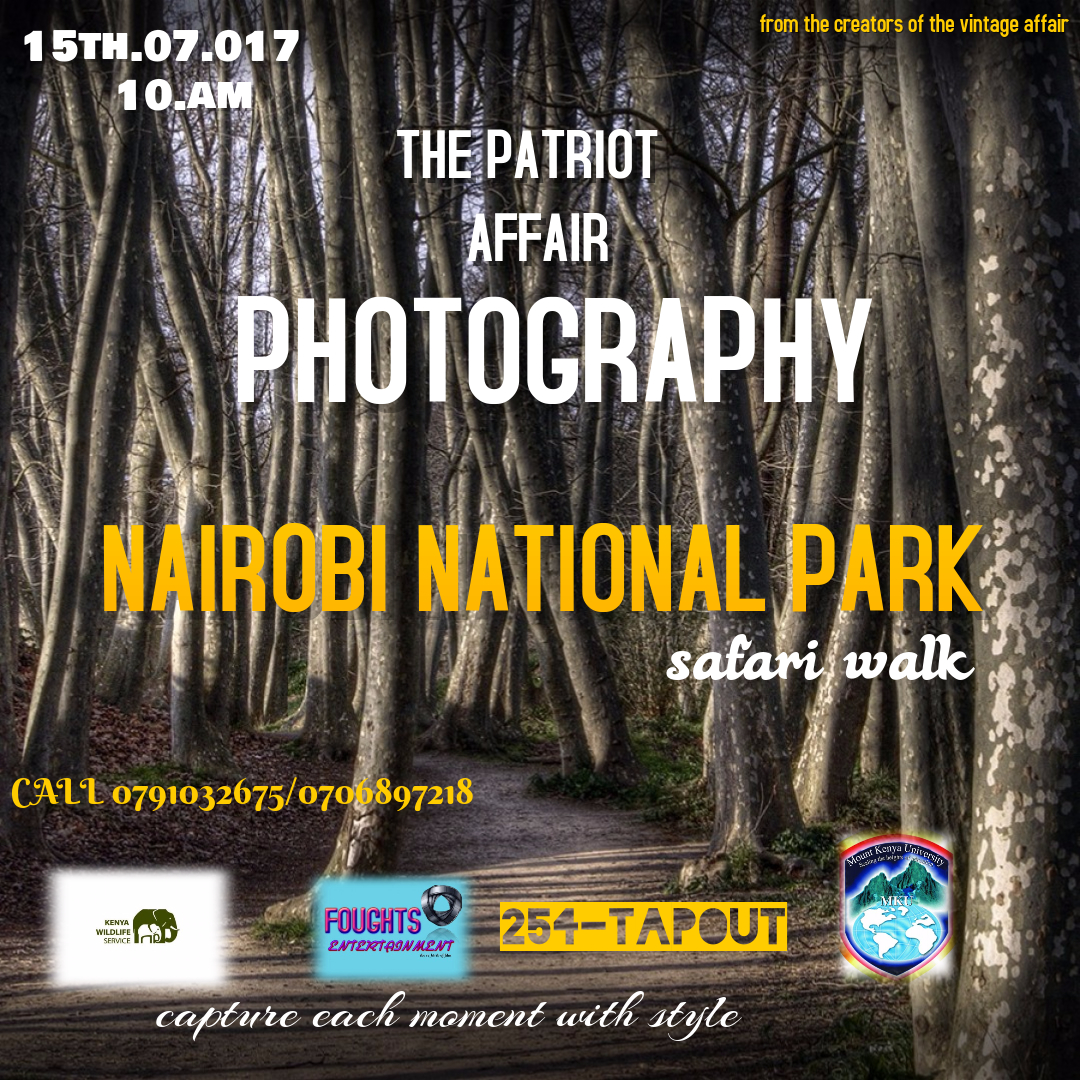 from the creators of the vintage affair
15TH.07.017
10.AM
THE PATRIOT
AFFAIR
PHOTOGRAPHY
NAIROBI NATIONAL PARK
safari walk
CALL 0791032675/0706897218
KENYA
WILDLIFE
SERVICE
FOUGHTS
ENTERTAINMENT
254-TAPOUT
Mount Kenya University
MKU
capture each moment with style